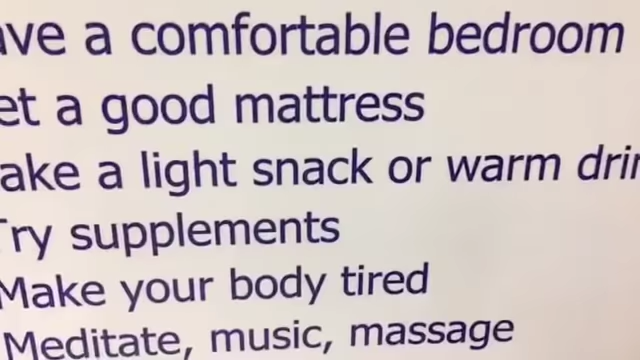 ave a comfortable bedroom
et a good mattress
ake a light snack or warm drin
Try supplements
Make your body tired
Meditate, music, massage